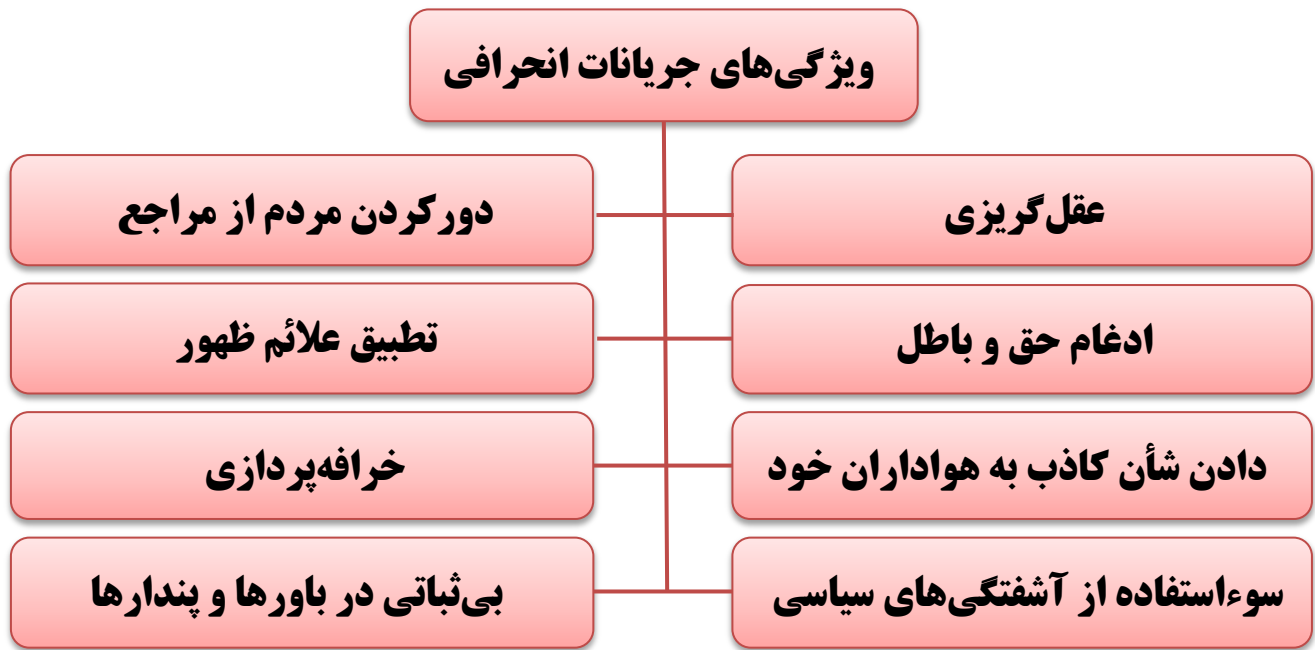 ویژگی‌های جریانات انحرافی
عقل‌گریزی
دورکردن مردم از مراجع
ادغام حق و باطل
تطبیق علائم ظهور
دادن شأن کاذب به هواداران خود
خرافه‌پردازی
سوءاستفاده از آشفتگی‌های سیاسی
بی‌ثباتی در باورها و پندارها